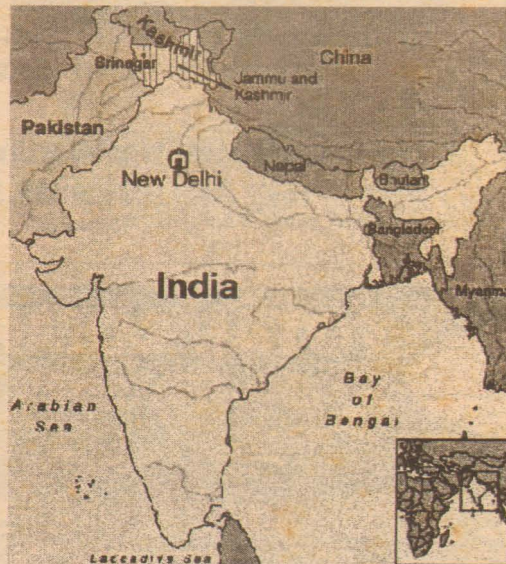 Kashmir
Srinagar
China
Jammu and
Kashmir
Pakistan
Nepal
New Delhi
Bhutan
Bangladesh
India
Myanma
Arabian
Sea
Bay
of
Bengal
Laccadive Sea